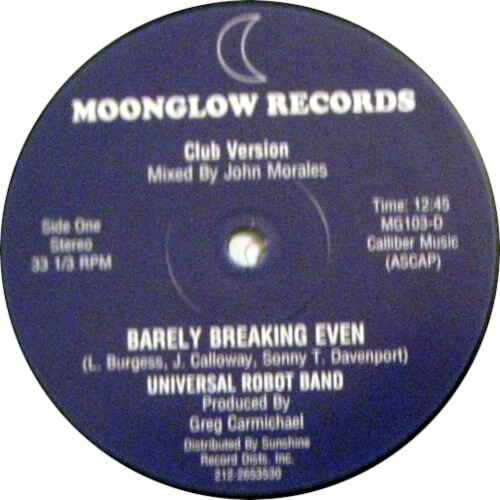 MOONGLOW RECORDS
Club Version
Mixed By John Morales
Side One
Stereo
33 1/3 RPM
Time: 12:45
MG103-D
Calliber Music
(ASCAP)
BARELY BREAKING EVEN
(L. Burgess, J. Calloway, Sonny T. Davenport)
UNIVERSAL ROBOT BAND
Produced By
Greg Carmichael
Distributed By Sunshine
Record Dists. Inc.
212-2653530